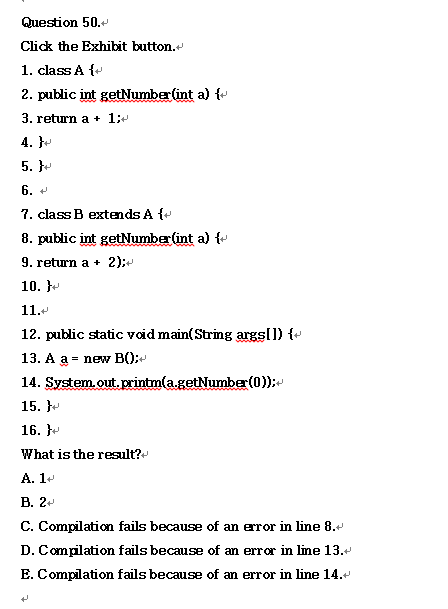 Question 50.
Click the Exhibit button.
1. class A {
2. public int getNumber(int a) {
3. return a + 1;
4. }
5. }
6.
7. class B extends A {
8. public int getNumber(int a) {
9. return a + 2);
10. }
11.
12. public static void main(String args[]) {
13. A a = new B();
14. System.out.printm(a.getNumber(0));
15. }
16. }
What is the result?
A. 1
B. 2
C. Compilation fails because of an error in line 8.
D. Compilation fails because of an error in line 13.
E. Compilation fails because of an error in line 14.